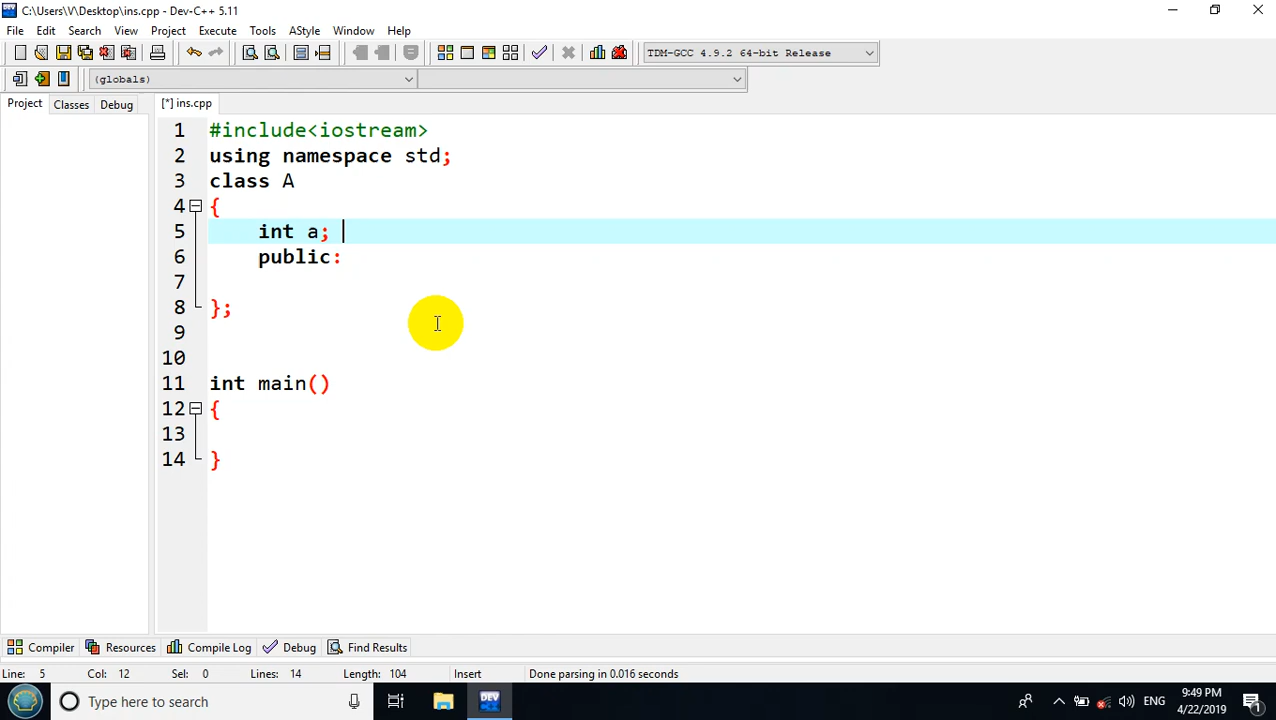 C:\Users\V\Desktop\ins.cpp - Dev-C++ 5.11
File Edit Search View Project Execute Tools AStyle Window Help
TDM-GCC 4.9.2 64-bit Release
(globals)
Project Classes Debug [*] ins.cpp
1 #include<iostream>
2 using namespace std;
3 class A
4 {
5 int a;
6 public:
7
8 };
9
10
11 int main()
12 {
13
14 }
Compiler Resources Compile Log Debug Find Results
Line: 5 Col: 12 Sel: 0 Lines: 14 Length: 104 Insert Done parsing in 0.016 seconds
Type here to search DEV ENG 9:49 PM
4/22/2019 1